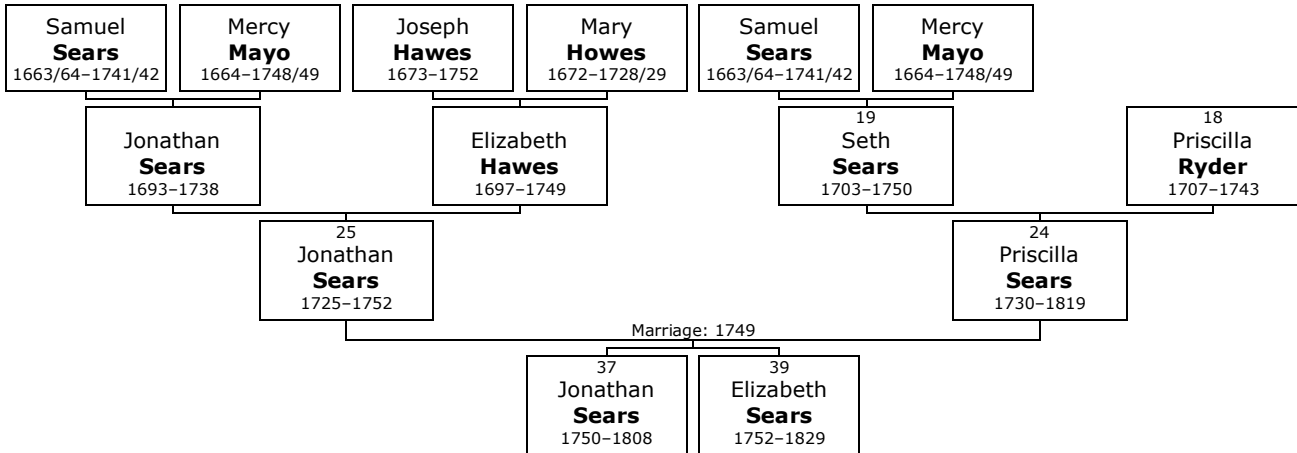 Samuel
Sears
1663/64–1741/42
Mercy
Mayo
1664–1748/49
Joseph
Hawes
1673–1752
Mary
Howes
1672–1728/29
Samuel
Sears
1663/64–1741/42
Mercy
Mayo
1664–1748/49
Jonathan
Sears
1693–1738
Elizabeth
Hawes
1697–1749
19
Seth
Sears
1703–1750
18
Priscilla
Ryder
1707–1743
25
Jonathan
Sears
1725–1752
24
Priscilla
Sears
1730–1819
Marriage: 1749
37
Jonathan
Sears
1750–1808
39
Elizabeth
Sears
1752–1829